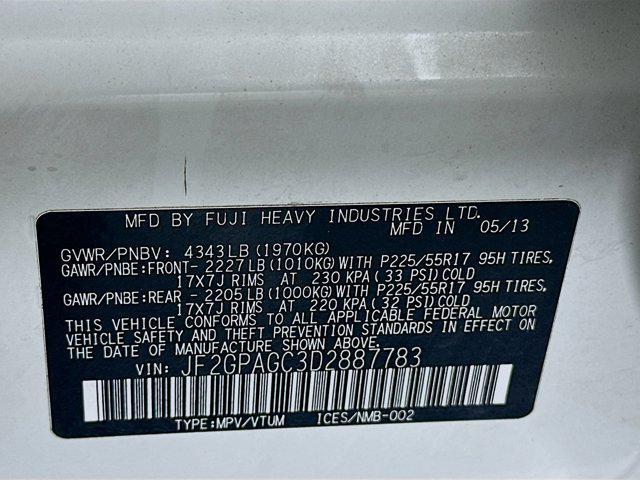 MFD BY FUJI HEAVY INDUSTRIES LTD.
MFD IN 05/13
GVWR/PNBV: 4343LB(1970KG)
GAWR/PNBE:FRONT- 2227LB(1010KG)WITH P225/55R17 95H TIRES,
17X7J RIMS AT 230 KPA(33 PSI)COLD
GAWR/PNBE:REAR - 2205LB(1000KG)WITH P225/55R17 95H TIRES,
17X7J RIMS AT 220 KPA(32 PSI)COLD
THIS VEHICLE CONFORMS TO ALL APPLICABLE FEDERAL MOTOR
VEHICLE SAFETY AND THEFT PREVENTION STANDARDS IN EFFECT
ON THE DATE OF MANUFACTURE SHOWN ABOVE.
VIN: JF2GPAGC3D2887783
TYPE:MPV/VTUM ICES/NMB-002